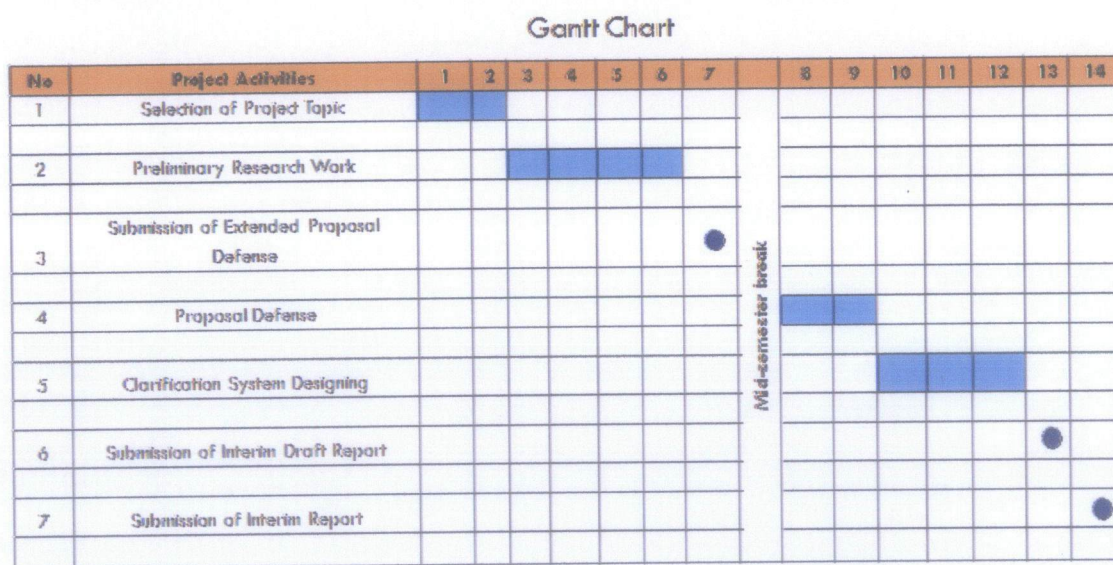 Gantt Chart
No Project Activities 1 2 3 4 5 6 7 8 9 10 11 12 13 14
1 Selection of Project Topic
2 Preliminary Research Work
Submission of Extended Proposal
3 Defense
4 Proposal Defense
5 Clarification System Designing
6 Submission of Interim Draft Report
7 Submission of Interim Report
Mid-semester break